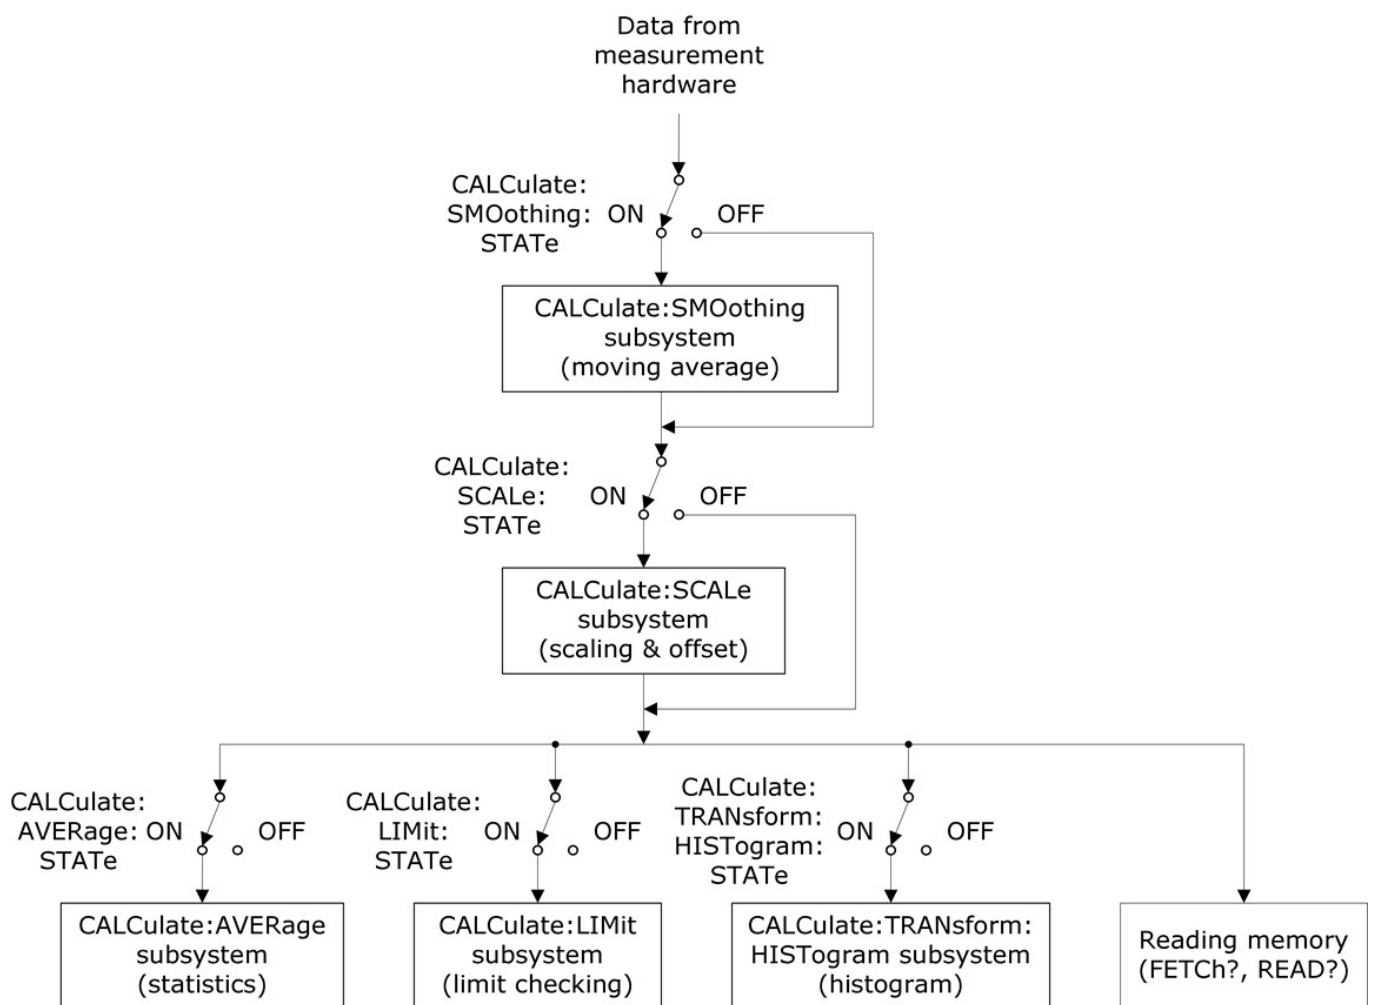 Data from
measurement
hardware
CALCulate:
SMOothing: ON OFF
STATe
CALCulate:SMOothing
subsystem
(moving average)
CALCulate:
SCALe: ON OFF
STATe
CALCulate:SCALe
subsystem
(scaling & offset)
CALCulate:
AVERage: ON OFF
STATe
CALCulate:
LIMit: ON OFF
STATe
CALCulate:
TRANsform:
HISTogram:
STATe
ON OFF
CALCulate:AVERage
subsystem
(statistics)
CALCulate:LIMit
subsystem
(limit checking)
CALCulate:TRANsform:
HISTogram subsystem
(histogram)
Reading memory
(FETCh?, READ?)